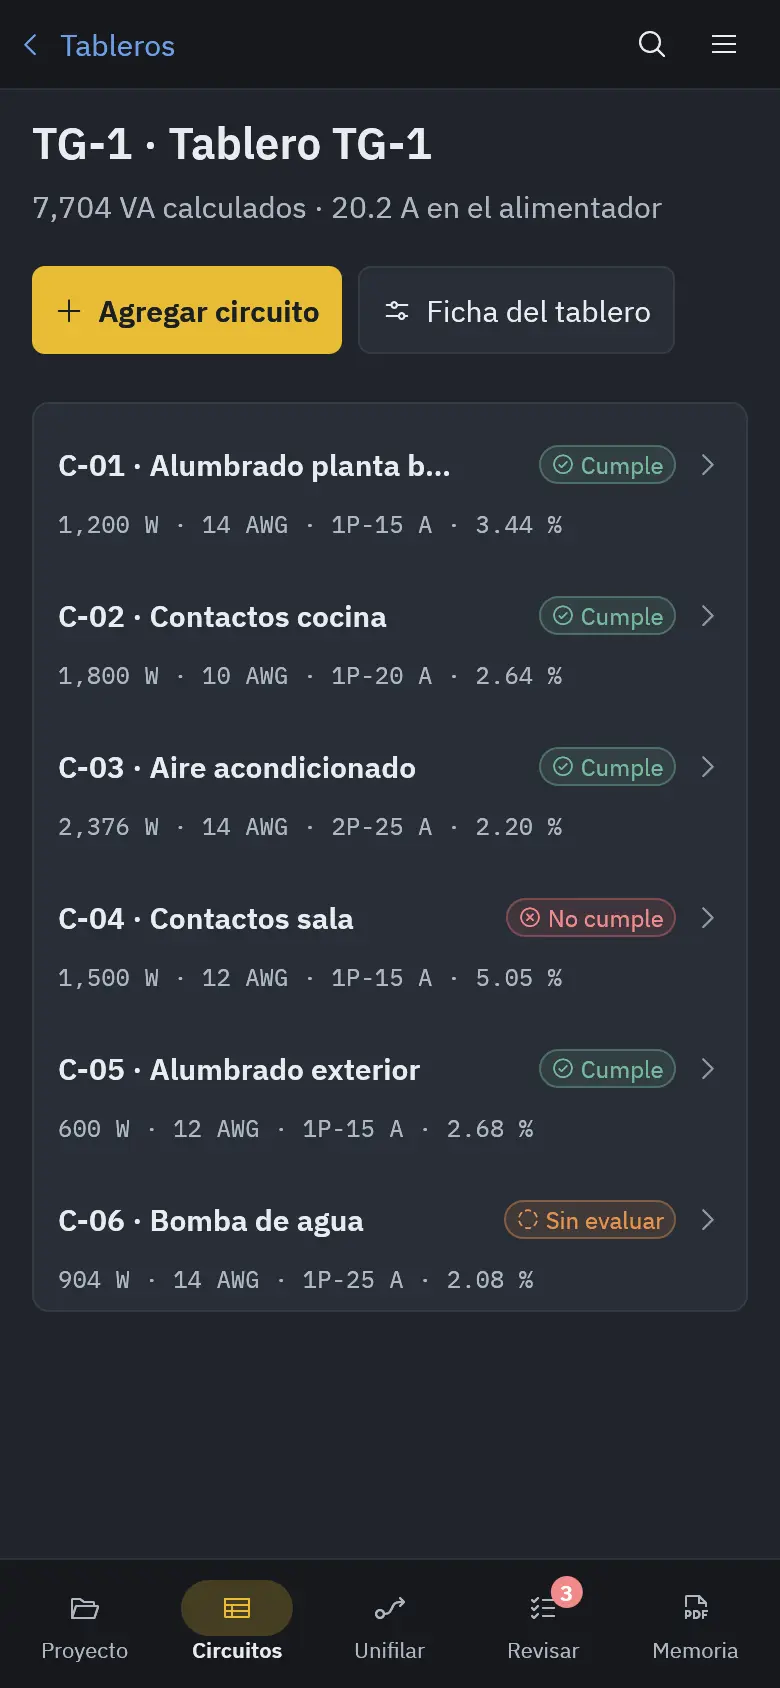 Tableros
TG-1 · Tablero TG-1
7,704 VA calculados · 20.2 A en el alimentador
Agregar circuito
Ficha del tablero
C-01 · Alumbrado planta b...
Cumple
1,200 W · 14 AWG · 1P-15 A · 3.44 %
C-02 · Contactos cocina
Cumple
1,800 W · 10 AWG · 1P-20 A · 2.64 %
C-03 · Aire acondicionado
Cumple
2,376 W · 14 AWG · 2P-25 A · 2.20 %
C-04 · Contactos sala
No cumple
1,500 W · 12 AWG · 1P-15 A · 5.05 %
C-05 · Alumbrado exterior
Cumple
600 W · 12 AWG · 1P-15 A · 2.68 %
C-06 · Bomba de agua
Sin evaluar
904 W · 14 AWG · 1P-25 A · 2.08 %
Proyecto
Circuitos
Unifilar
3
Revisar
PDF
Memoria